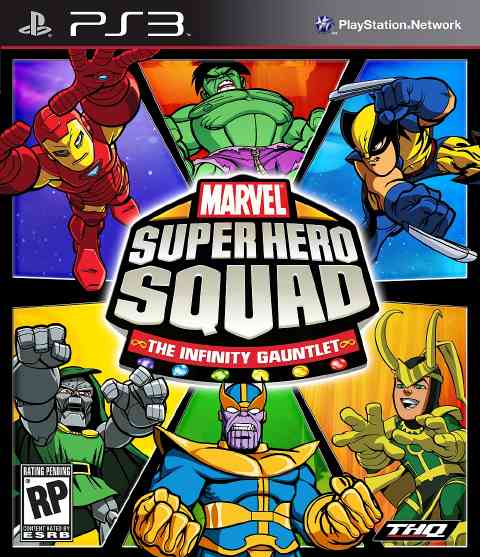 PS3
PlayStation®Network
MARVEL
SUPER HERO
SQUAD
THE INFINITY GAUNTLET
RATING PENDING
RP
CONTENT RATED BY
ESRB
THQ